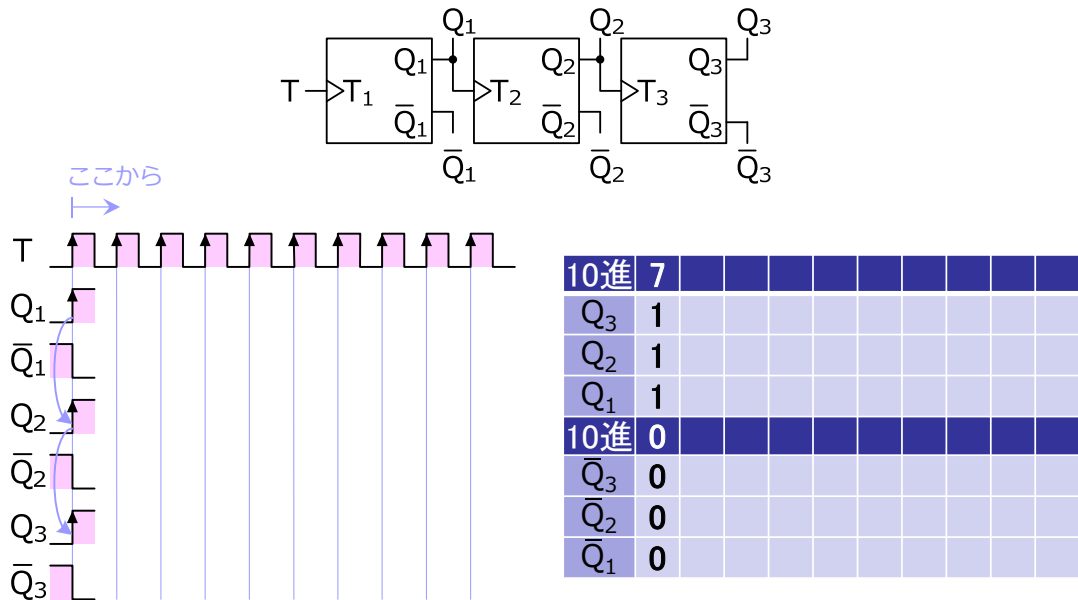 Q₁ Q₂ Q₃
Q₁ Q₂ Q₃
T T₁ T₂ T₃
Q̅₁ Q̅₂ Q̅₃
Q̅₁ Q̅₂ Q̅₃
ここから
T
Q₁
Q̅₁
Q₂
Q̅₂
Q₃
Q̅₃
10進 7
Q₃ 1
Q₂ 1
Q₁ 1
10進 0
Q̅₃ 0
Q̅₂ 0
Q̅₁ 0